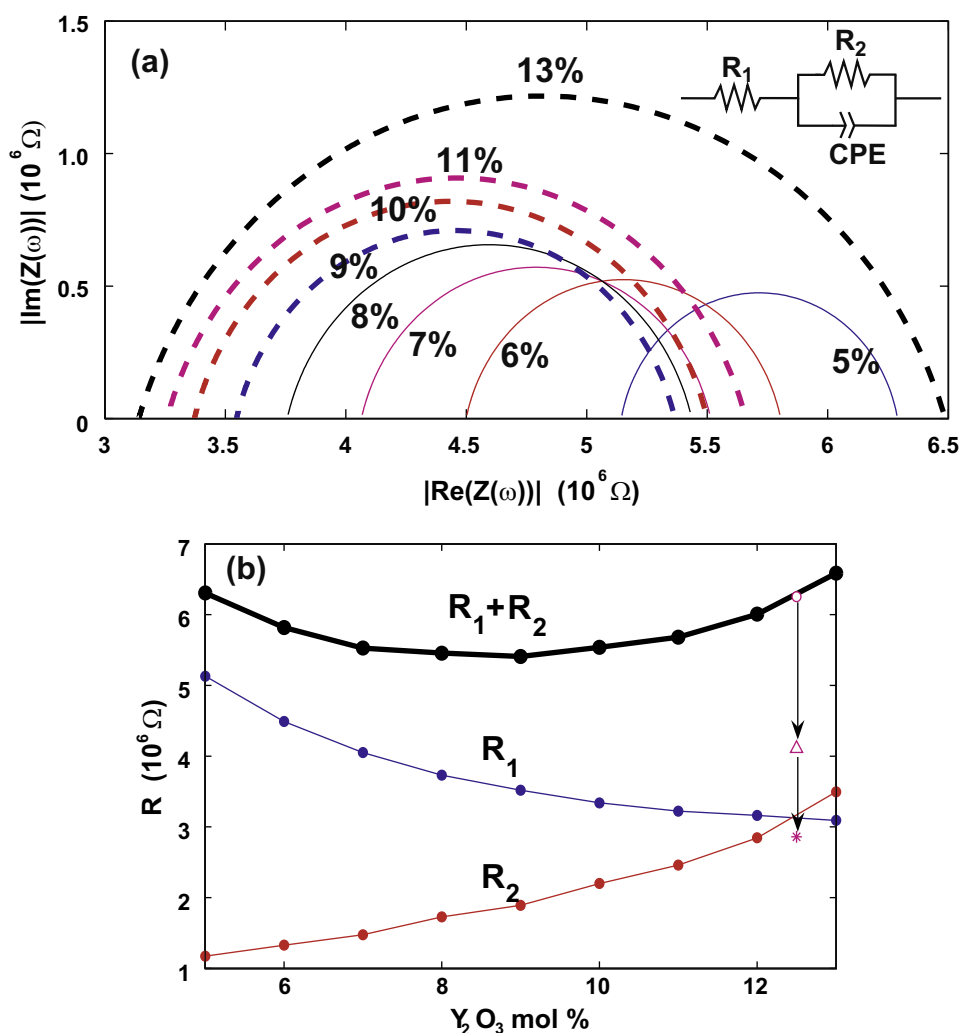 (a)
13%
11%
10%
9%
8%
7%
6%
5%
R1
R2
CPE
1.5
1.0
0.5
0
|Im(Z(ω))| (10^6 Ω)
3 3.5 4 4.5 5 5.5 6 6.5
|Re(Z(ω))| (10^6 Ω)
(b)
R1+R2
R1
R2
7
6
5
4
3
2
1
R (10^6 Ω)
6 8 10 12
Y2O3 mol %